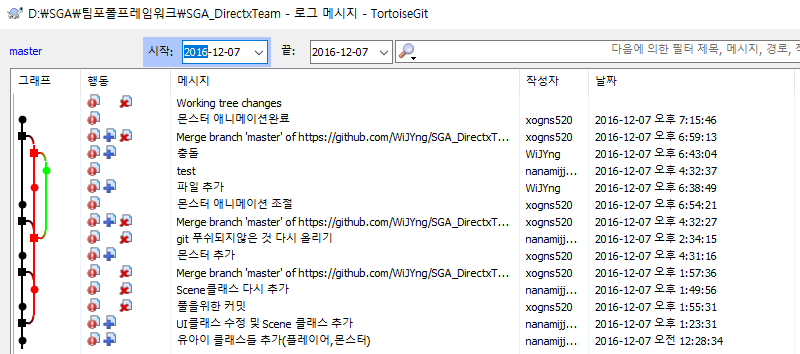 D:₩SGA₩팀포폴프레임워크₩SGA_DirectxTeam - 로그 메시지 - TortoiseGit
master 시작: 2016-12-07 끝: 2016-12-07 다음에 의한 필터 제목, 메시지, 경로,
그래프 행동 메시지 작성자 날짜
Working tree changes
몬스터 애니메이션완료 xogns520 2016-12-07 오후 7:15:46
Merge branch 'master' of https://github.com/WiJYng/SGA_DirectxT... xogns520 2016-12-07 오후 6:59:13
충돌 WiJYng 2016-12-07 오후 6:43:04
test nanamijj... 2016-12-07 오후 4:32:37
파일 추가 WiJYng 2016-12-07 오후 6:38:49
몬스터 애니메이션 조절 xogns520 2016-12-07 오후 6:54:21
Merge branch 'master' of https://github.com/WiJYng/SGA_DirectxT... xogns520 2016-12-07 오후 4:32:27
git 푸쉬되지않은 것 다시 올리기 nanamijj... 2016-12-07 오후 2:34:15
몬스터 추가 xogns520 2016-12-07 오후 4:31:16
Merge branch 'master' of https://github.com/WiJYng/SGA_DirectxT... xogns520 2016-12-07 오후 1:57:36
Scene클래스 다시 추가 nanamijj... 2016-12-07 오후 1:49:56
풀을위한 커밋 xogns520 2016-12-07 오후 1:55:31
UI클래스 수정 및 Scene 클래스 추가 nanamijj... 2016-12-07 오후 1:23:31
유아이 클래스들 추가(플레이어,몬스터) nanamijj... 2016-12-07 오전 12:28:34